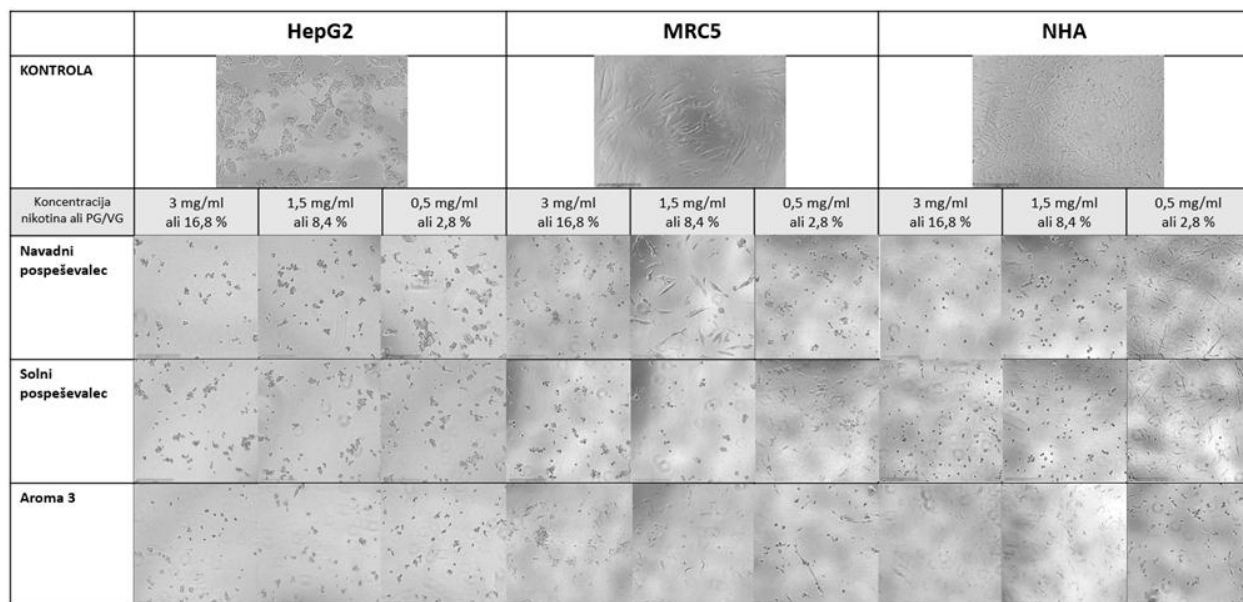 HepG2 MRC5 NHA
KONTROLA
Koncentracija
nikotina ali PG/VG
3 mg/ml
ali 16,8 %
1,5 mg/ml
ali 8,4 %
0,5 mg/ml
ali 2,8 %
3 mg/ml
ali 16,8 %
1,5 mg/ml
ali 8,4 %
0,5 mg/ml
ali 2,8 %
3 mg/ml
ali 16,8 %
1,5 mg/ml
ali 8,4 %
0,5 mg/ml
ali 2,8 %
Navadni
pospeševalec
Solni
pospeševalec
Aroma 3